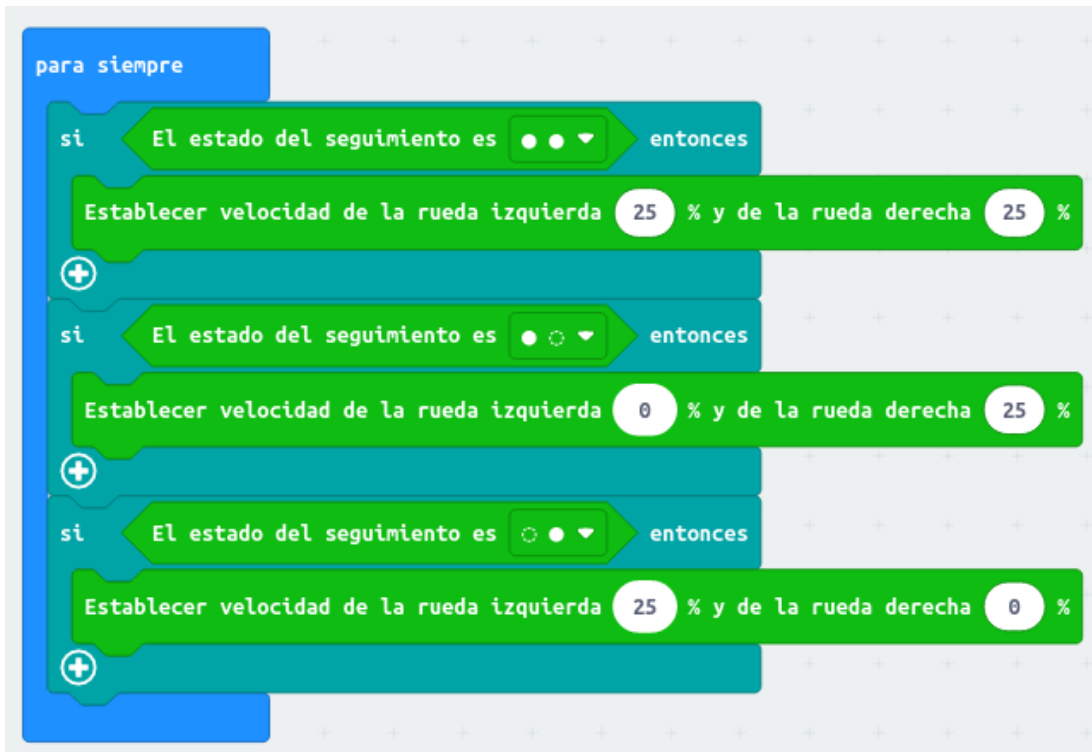 para siempre
si El estado del seguimiento es ● ● ▼ entonces
Establecer velocidad de la rueda izquierda 25 % y de la rueda derecha 25 %
si El estado del seguimiento es ● ◌ ▼ entonces
Establecer velocidad de la rueda izquierda 0 % y de la rueda derecha 25 %
si El estado del seguimiento es ◌ ● ▼ entonces
Establecer velocidad de la rueda izquierda 25 % y de la rueda derecha 0 %